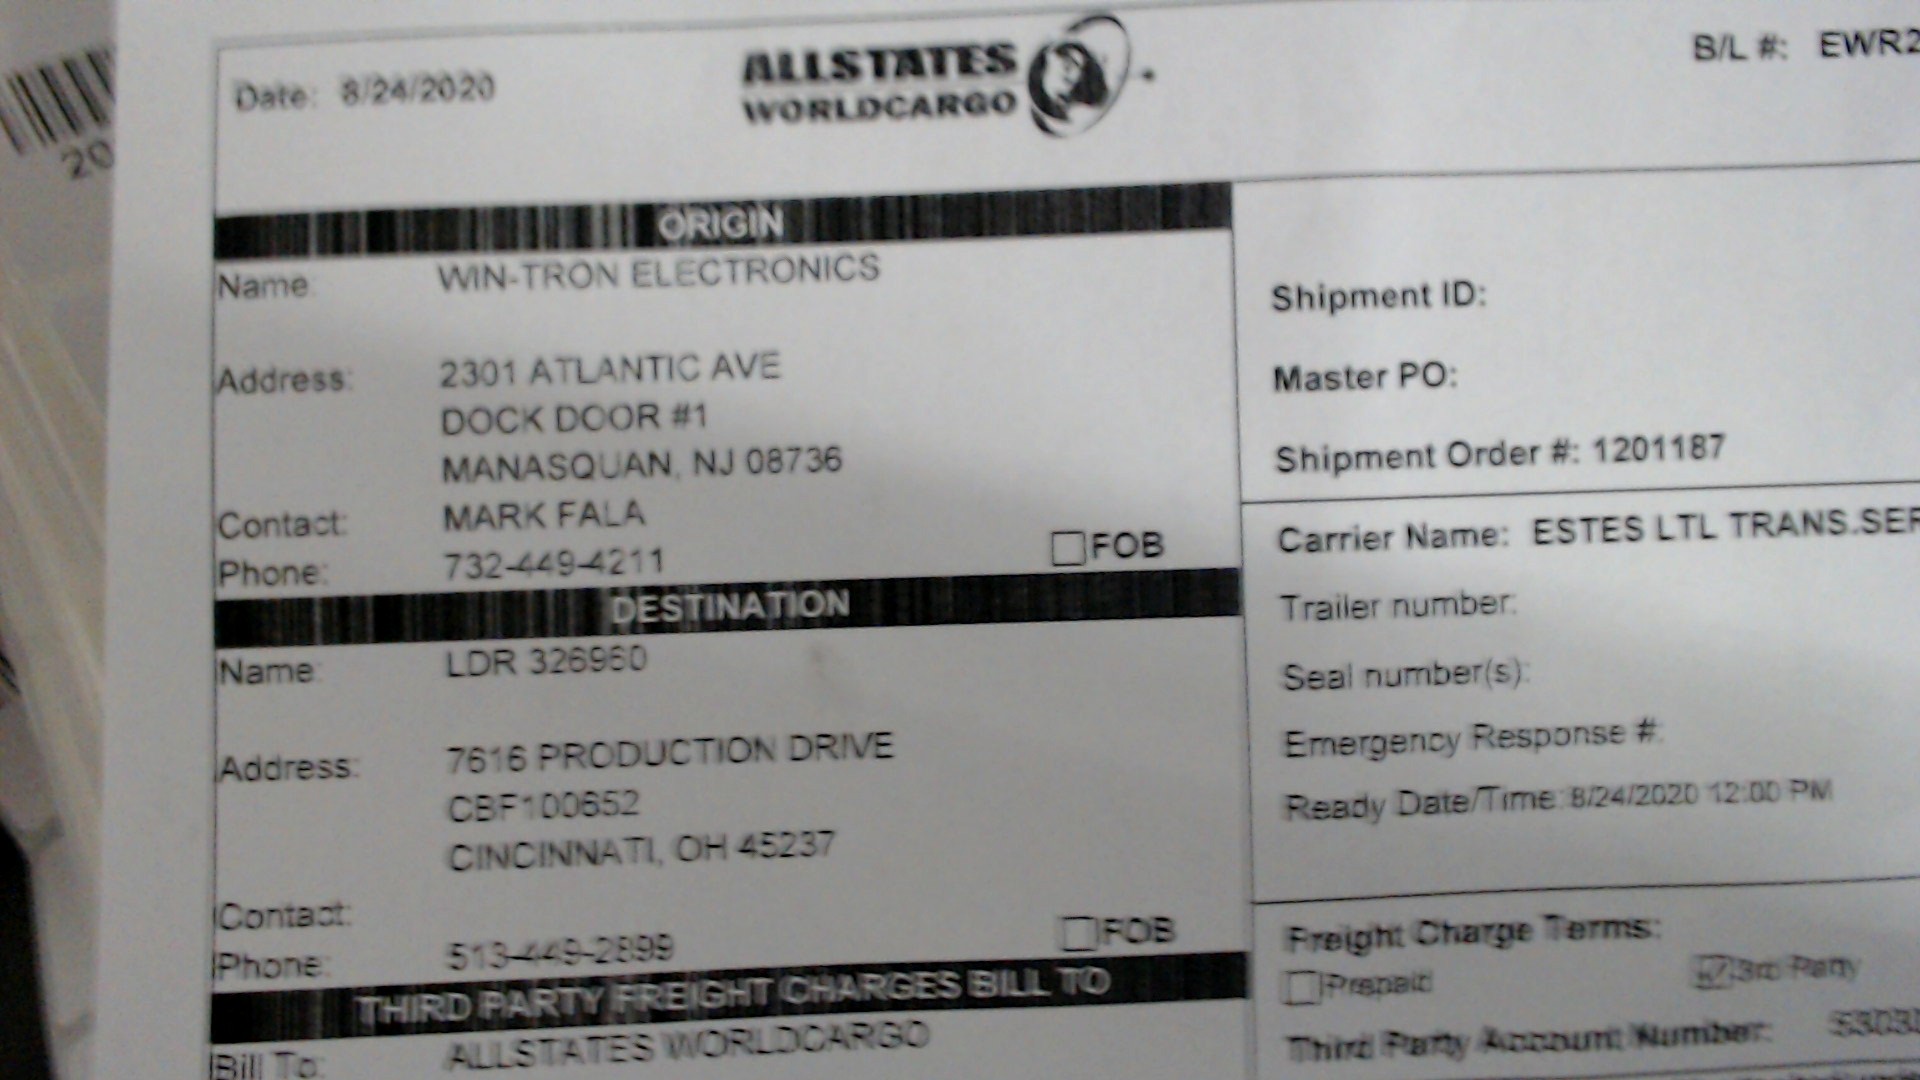 20
Date: 8/24/2020
ALLSTATES
WORLDCARGO
B/L #: EWR2
ORIGIN
Name: WIN-TRON ELECTRONICS
Address: 2301 ATLANTIC AVE
DOCK DOOR #1
MANASQUAN, NJ 08736
Contact: MARK FALA
Phone: 732-449-4211
FOB
DESTINATION
Name: LDR 326960
Address: 7616 PRODUCTION DRIVE
CBF100652
CINCINNATI, OH 45237
Contact:
Phone: 513-449-2899
FOB
THIRD PARTY FREIGHT CHARGES BILL TO
Bill To: ALLSTATES WORLDCARGO
Shipment ID:
Master PO:
Shipment Order #: 1201187
Carrier Name: ESTES LTL TRANS.SER
Trailer number:
Seal number(s):
Emergency Response #:
Ready Date/Time: 8/24/2020 12:00 PM
Freight Charge Terms:
Prepaid 3rd Party
Third Party Account Number: